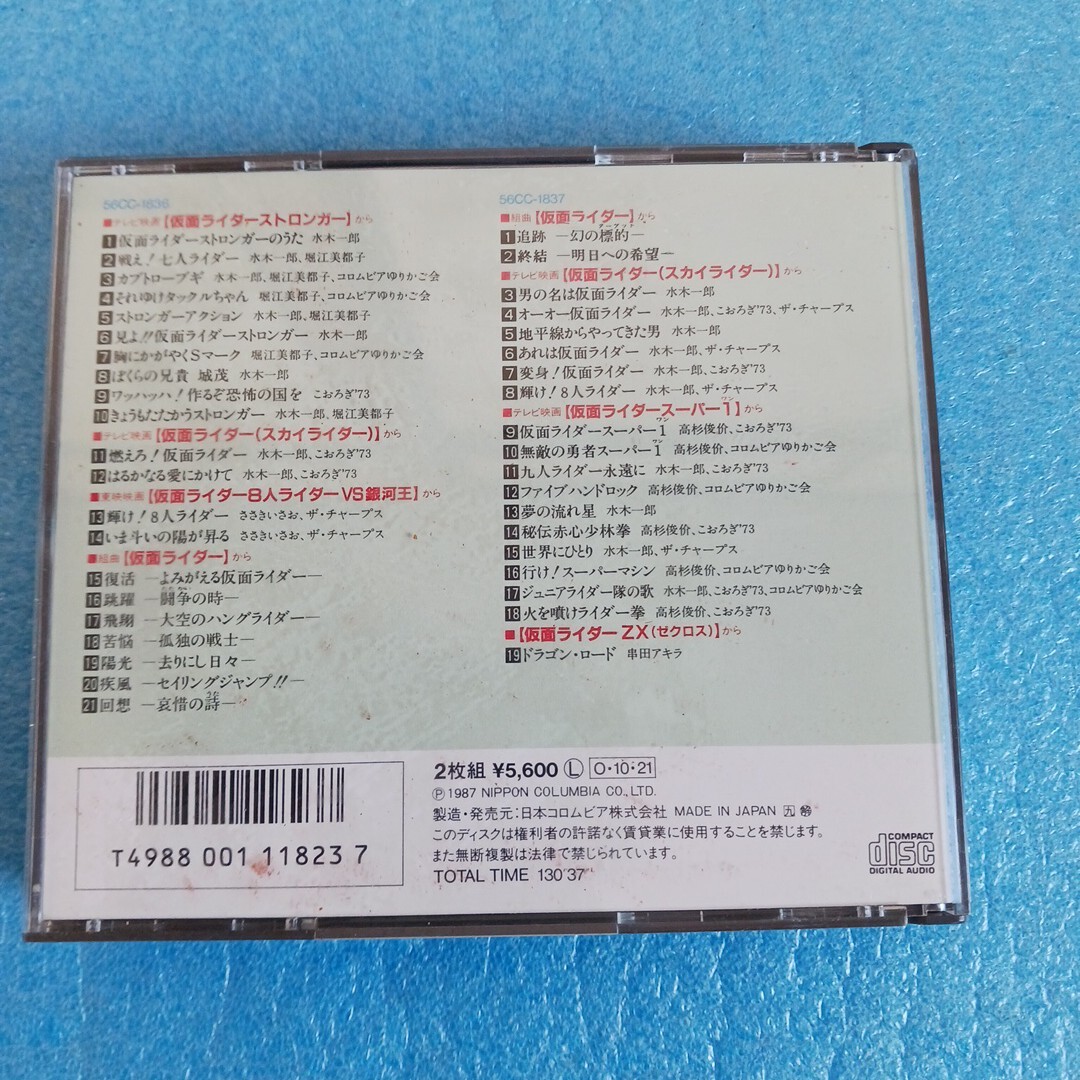 56CC-1836
■テレビ映画【仮面ライダーストロンガー】から
1 仮面ライダーストロンガーのうた 水木一郎
2 戦え！七人ライダー 水木一郎、堀江美都子
3 カブトローブギ 水木一郎、堀江美都子、コロムビアゆりかご会
4 それゆけタックルちゃん 堀江美都子、コロムビアゆりかご会
5 ストロンガーアクション 水木一郎、堀江美都子
6 見よ!!仮面ライダーストロンガー 水木一郎
7 胸にかがやくSマーク 堀江美都子、コロムビアゆりかご会
8 ぼくらの兄貴 城茂 水木一郎
9 ワッハッハ！作るぞ恐怖の国を こおろぎ'73
10 きょうもたたかうストロンガー 水木一郎、堀江美都子
■テレビ映画【仮面ライダー(スカイライダー)】から
11 燃えろ！仮面ライダー 水木一郎、こおろぎ'73
12 はるかなる愛にかけて 水木一郎、こおろぎ'73
■東映映画【仮面ライダー8人ライダーVS銀河王】から
13 輝け！8人ライダー ささきいさお、ザ・チャープス
14 いま斗いの陽が昇る ささきいさお、ザ・チャープス
■組曲【仮面ライダー】から
15 復活 ―よみがえる仮面ライダー―
16 跳躍 ―闘争の時―
17 飛翔 ―大空のハングライダー―
18 苦悩 ―孤独の戦士―
19 陽光 ―去りにし日々―
20 疾風 ―セイリングジャンプ!!―
21 回想 ―哀惜の詩―
56CC-1837
■組曲【仮面ライダー】から
1 追跡 ―幻の標的―
2 終結 ―明日への希望―
■テレビ映画【仮面ライダー(スカイライダー)】から
3 男の名は仮面ライダー 水木一郎
4 オーオー仮面ライダー 水木一郎、こおろぎ'73、ザ・チャープス
5 地平線からやってきた男 水木一郎
6 あれは仮面ライダー 水木一郎、ザ・チャープス
7 変身！仮面ライダー 水木一郎、こおろぎ'73
8 輝け！8人ライダー 水木一郎、ザ・チャープス
■テレビ映画【仮面ライダースーパー1】から
9 仮面ライダースーパー1 高杉俊价、こおろぎ'73
10 無敵の勇者スーパー1 高杉俊价、コロムビアゆりかご会
11 九人ライダー永遠に 水木一郎、こおろぎ'73
12 ファイブハンドロック 高杉俊价、コロムビアゆりかご会
13 夢の流れ星 水木一郎
14 秘伝赤心少林拳 高杉俊价、こおろぎ'73
15 世界にひとり 水木一郎、ザ・チャープス
16 行け！スーパーマシン 高杉俊价、コロムビアゆりかご会
17 ジュニアライダー隊の歌 水木一郎、こおろぎ'73、コロムビアゆりかご会
18 火を噴けライダー拳 高杉俊价、こおろぎ'73
■【仮面ライダーZX(ゼクロス)】から
19 ドラゴン・ロード 串田アキラ
T4988 001 11823 7
2枚組 ¥5,600 Ⓛ O・10・21
Ⓟ1987 NIPPON COLUMBIA CO., LTD.
製造・発売元：日本コロムビア株式会社 MADE IN JAPAN 九
このディスクは権利者の許諾なく賃貸業に使用することを禁じます。
また無断複製は法律で禁じられています。
TOTAL TIME 130'37"
COMPACT
disc
DIGITAL AUDIO